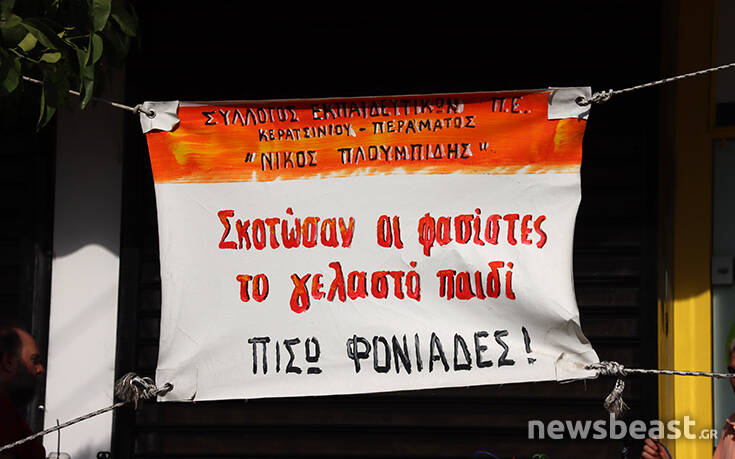 ΣΥΛΛΟΓΟΣ ΕΚΠΑΙΔΕΥΤΙΚΩΝ Π.Ε.
ΚΕΡΑΤΣΙΝΙΟΥ - ΠΕΡΑΜΑΤΟΣ
"ΝΙΚΟΣ ΠΛΟΥΜΠΙΔΗΣ"
Σκοτώσαν οι φασίστες
το γελαστό παιδί
ΠΙΣΩ ΦΟΝΙΑΔΕΣ!
newsbeast.GR